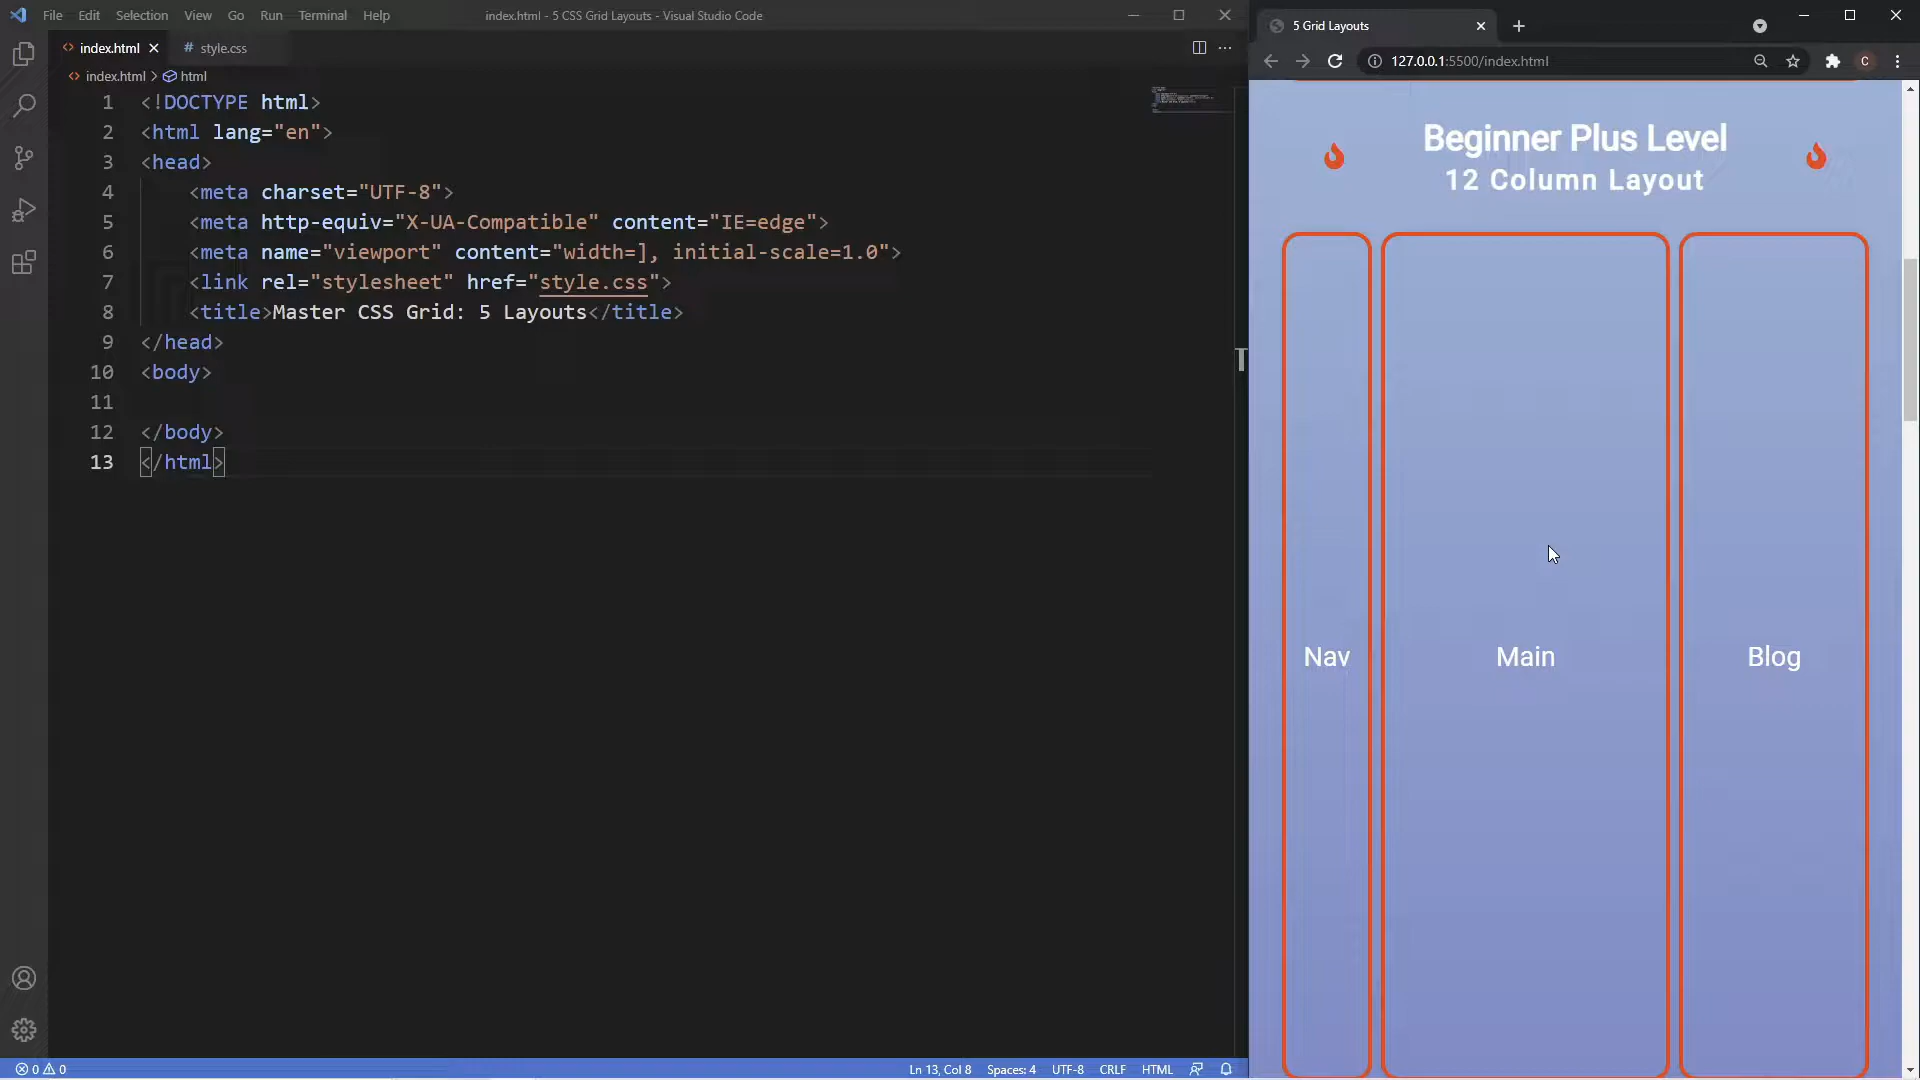 File Edit Selection View Go Run Terminal Help
index.html - 5 CSS Grid Layouts - Visual Studio Code
index.html
# style.css
index.html > html
1 <!DOCTYPE html>
2 <html lang="en">
3 <head>
4 <meta charset="UTF-8">
5 <meta http-equiv="X-UA-Compatible" content="IE=edge">
6 <meta name="viewport" content="width=], initial-scale=1.0">
7 <link rel="stylesheet" href="style.css">
8 <title>Master CSS Grid: 5 Layouts</title>
9 </head>
10 <body>
11
12 </body>
13 </html>
0 0
Ln 13, Col 8 Spaces: 4 UTF-8 CRLF HTML
5 Grid Layouts
127.0.0.1:5500/index.html
C
Beginner Plus Level
12 Column Layout
Nav
Main
Blog